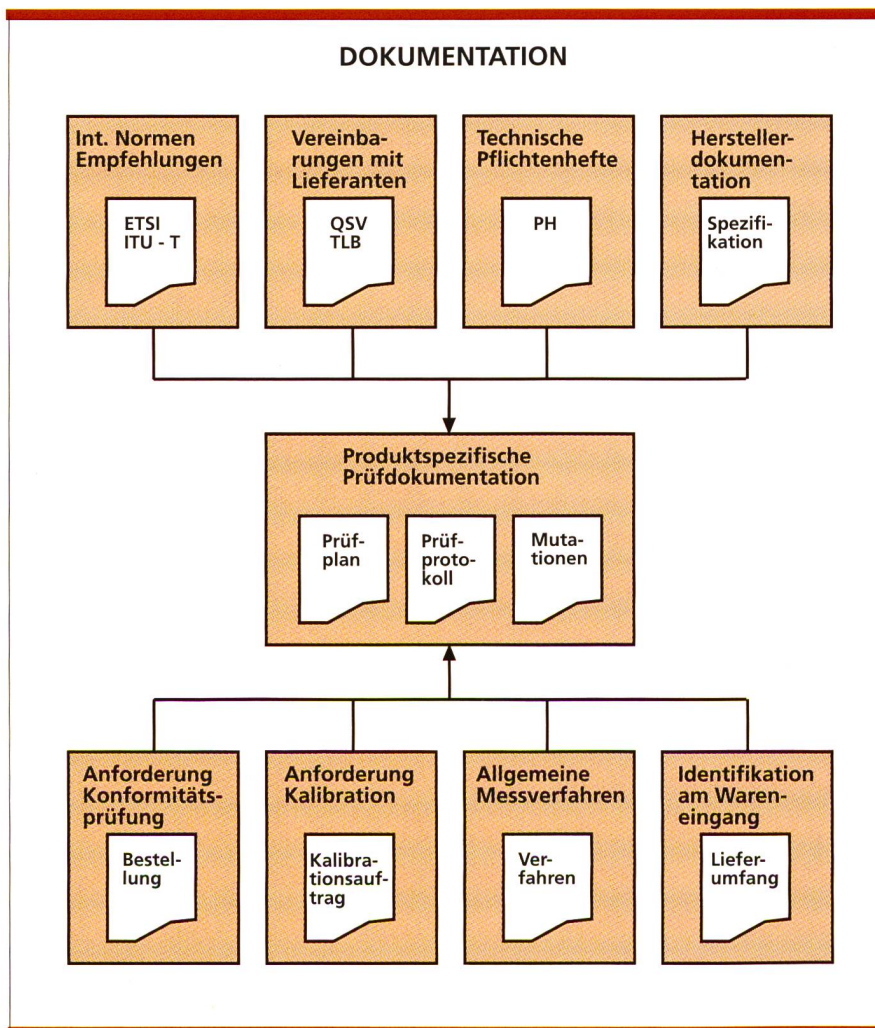 DOKUMENTATION
Int. Normen
Empfehlungen
ETSI
ITU - T
Vereinba-
rungen mit
Lieferanten
QSV
TLB
Technische
Pflichtenhefte
PH
Hersteller-
dokumen-
tation
Spezifi-
kation
Produktspezifische
Prüfdokumentation
Prüf-
plan
Prüf-
proto-
koll
Muta-
tionen
Anforderung
Konformitäts-
prüfung
Bestel-
lung
Anforderung
Kalibration
Kalibra-
tionsauf-
trag
Allgemeine
Messverfahren
Ver-
fahren
Identifikation
am Waren-
eingang
Liefer-
umfang